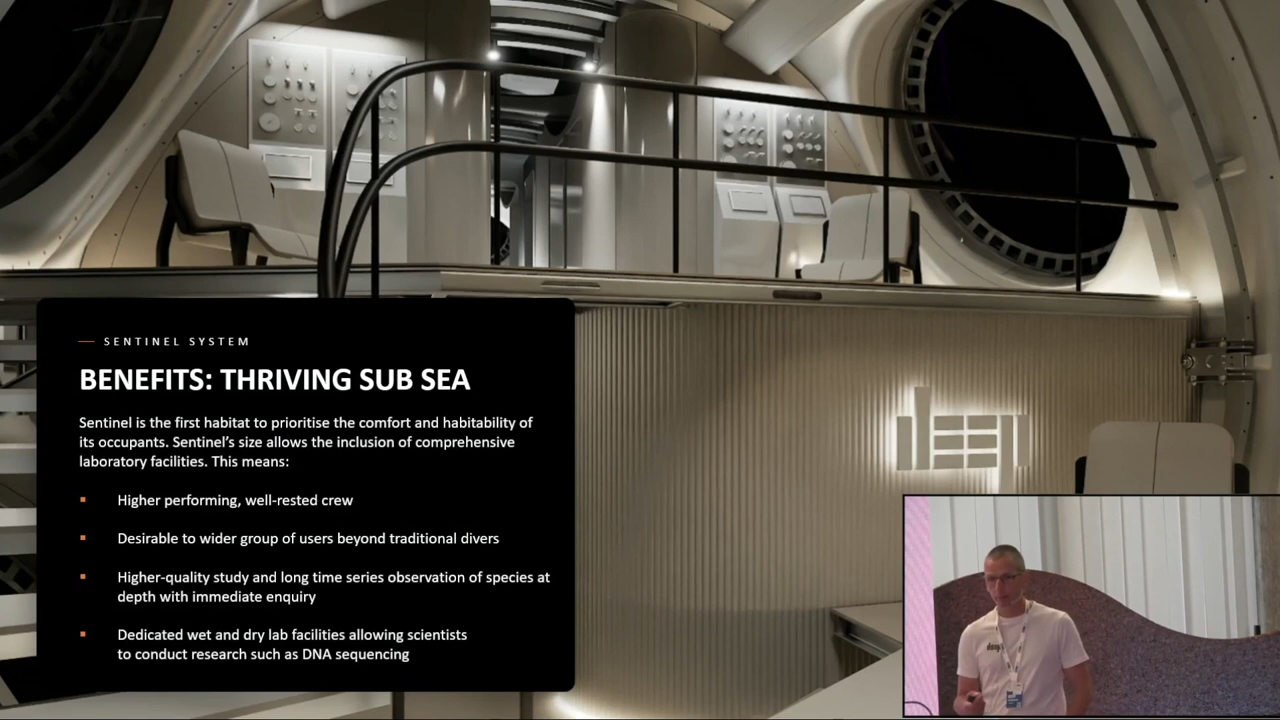 SENTINEL SYSTEM
BENEFITS: THRIVING SUB SEA
Sentinel is the first habitat to prioritise the comfort and habitability of
its occupants. Sentinel's size allows the inclusion of comprehensive
laboratory facilities. This means:
Higher performing, well-rested crew
Desirable to wider group of users beyond traditional divers
Higher-quality study and long time series observation of species at
depth with immediate enquiry
Dedicated wet and dry lab facilities allowing scientists
to conduct research such as DNA sequencing